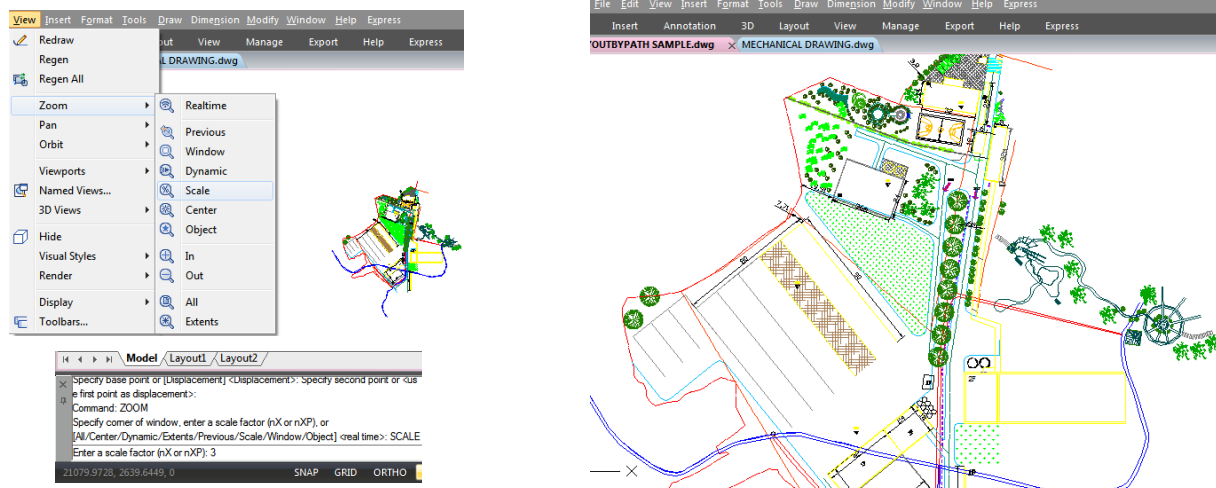 View Insert Format Tools Draw Dimension Modify Window Help Express
Redraw
out View Manage Export Help Express
Regen
AL DRAWING.dwg
Regen All
Zoom
Realtime
Pan
Previous
Orbit
Window
Viewports
Dynamic
Named Views...
Scale
3D Views
Center
Hide
Object
Visual Styles
In
Render
Out
Display
All
Toolbars...
Extents
Model Layout1 Layout2
Specify base point or [Displacement] <Displacement>: Specify second point or <us
e first point as displacement>:
Command: ZOOM
Specify corner of window, enter a scale factor (nX or nXP), or
[All/Center/Dynamic/Extents/Previous/Scale/Window/Object] <real time>: SCALE
Enter a scale factor (nX or nXP): 3
21079.9728, 2639.6449, 0 SNAP GRID ORTHO
File Edit View Insert Format Tools Draw Dimension Modify Window Help Express
Insert Annotation 3D Layout View Manage Export Help Express
YOUTBYPATH SAMPLE.dwg MECHANICAL DRAWING.dwg
7,71
80